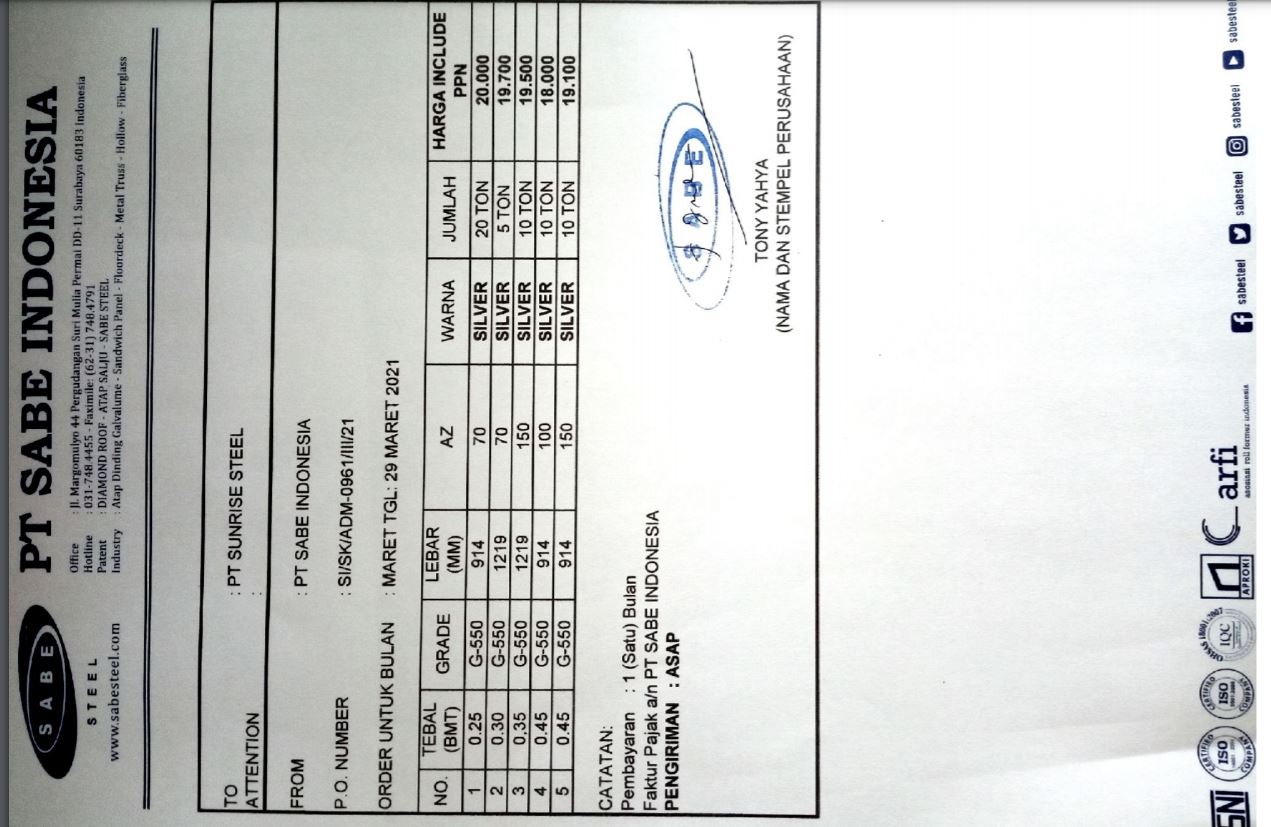 SABE
STEEL
www.sabesteel.com
PT SABE INDONESIA
Office : Jl. Margomulyo 44 Pergudangan Suri Mulia Permai DD-11 Surabaya 60183 Indonesia
Hotline : 031-748.4455 - Faximile: (62-31) 748.4791
Patent : DIAMOND ROOF - ATAP SALJU - SABE STEEL
Industry : Atap Dinding Galvalume - Sandwich Panel - Floordeck - Metal Truss - Hollow - Fiberglass
TO : PT SUNRISE STEEL
ATTENTION :
FROM : PT SABE INDONESIA
P.O. NUMBER : SI/SK/ADM-0961/III/21
ORDER UNTUK BULAN : MARET TGL: 29 MARET 2021
NO. TEBAL (BMT) GRADE LEBAR (MM) AZ WARNA JUMLAH HARGA INCLUDE PPN
1 0.25 G-550 914 70 SILVER 20 TON 20.000
2 0.30 G-550 1219 70 SILVER 5 TON 19.700
3 0,35 G-550 1219 150 SILVER 10 TON 19.500
4 0.45 G-550 914 100 SILVER 10 TON 18.000
5 0.45 G-550 914 150 SILVER 10 TON 19.100
CATATAN:
Pembayaran : 1 (Satu) Bulan
Faktur Pajak a/n PT SABE INDONESIA
PENGIRIMAN : ASAP
SABE
TONY YAHYA
(NAMA DAN STEMPEL PERUSAHAAN)
SNI
CERTIFIED ISO COMPANY
CERTIFIED ISO COMPANY
OHSAS 18001:2007 IQC
APROKI
Carfi
asosiasi roll former indonesia
sabesteel
sabesteel
sabesteel
sabesteel